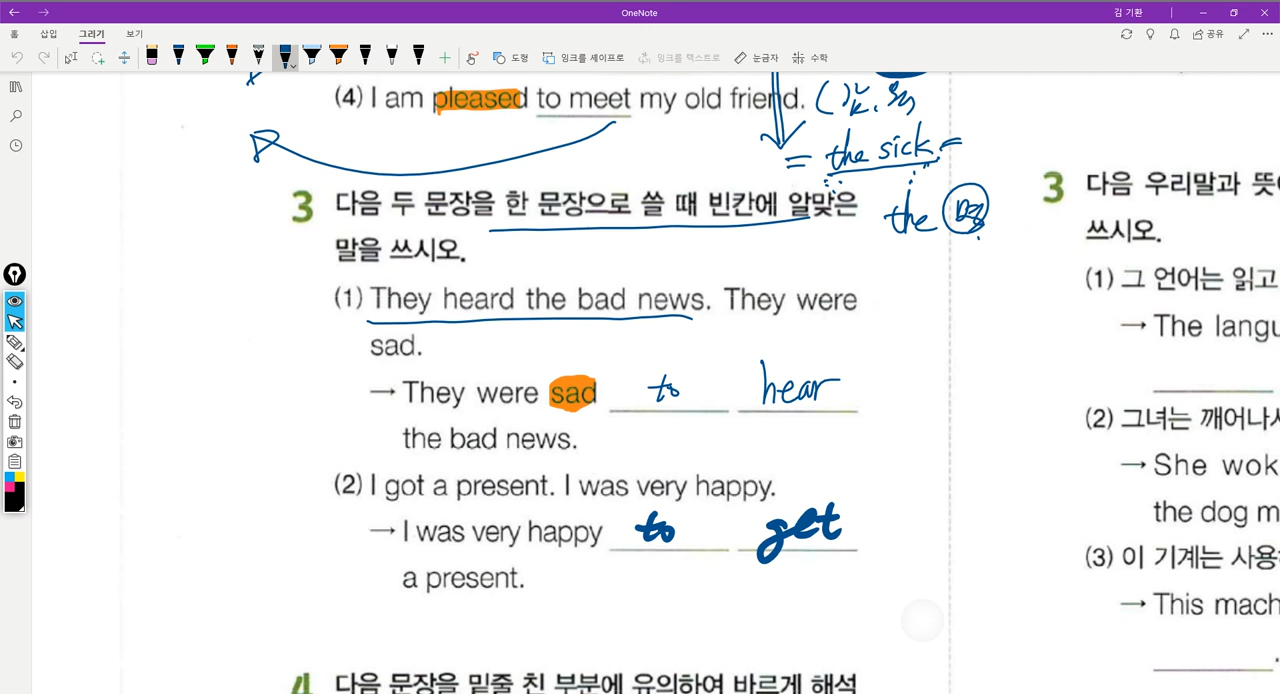 OneNote
김 기환
홈 삽입 그리기 보기
공유
도형 잉크를 셰이프로 잉크를 텍스트로 눈금자 수학
(4) I am pleased to meet my old friend.
= the sick =
the
3 다음 두 문장을 한 문장으로 쓸 때 빈칸에 알맞은
말을 쓰시오.
(1) They heard the bad news. They were
sad.
→ They were sad to hear
the bad news.
(2) I got a present. I was very happy.
→ I was very happy to get
a present.
4 다음 문장을 밑줄 친 부분에 유의하여 바르게 해석
3 다음 우리말과 뜻이
쓰시오.
(1) 그 언어는 읽고
→ The langu
(2) 그녀는 깨어나서
→ She wok
the dog m
(3) 이 기계는 사용
→ This mach